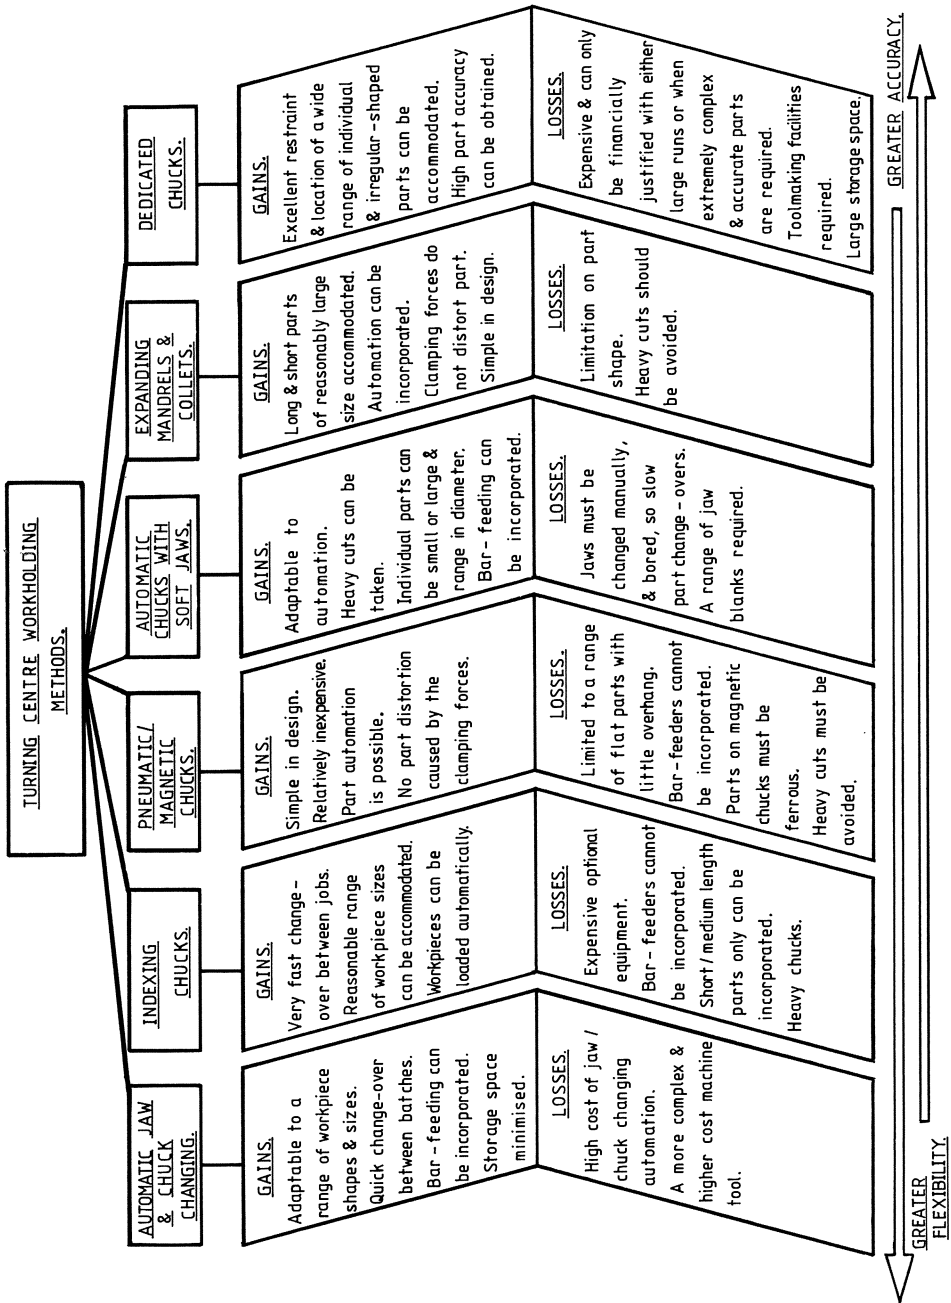 TURNING CENTRE WORKHOLDING
METHODS.
AUTOMATIC JAW
& CHUCK
CHANGING.
GAINS.
Adaptable to a
range of workpiece
shapes & sizes.
Quick change-over
between batches.
Bar-feeding can
be incorporated.
Storage space
minimised.
LOSSES.
High cost of jaw /
chuck changing
automation.
A more complex &
higher cost machine
tool.
INDEXING
CHUCKS.
GAINS.
Very fast change-
over between jobs.
Reasonable range
of workpiece sizes
can be accommodated.
Workpieces can be
loaded automatically.
LOSSES.
Expensive optional
equipment.
Bar-feeders cannot
be incorporated.
Short/medium length
parts only can be
incorporated.
Heavy chucks.
PNEUMATIC/
MAGNETIC
CHUCKS.
GAINS.
Simple in design.
Relatively inexpensive.
Part automation
is possible.
No part distortion
caused by the
clamping forces.
LOSSES.
Limited to a range
of flat parts with
little overhang.
Bar-feeders cannot
be incorporated.
Parts on magnetic
chucks must be
ferrous.
Heavy cuts must be
avoided.
AUTOMATIC
CHUCKS WITH
SOFT JAWS.
GAINS.
Adaptable to
automation.
Heavy cuts can be
taken.
Individual parts can
be small or large &
range in diameter.
Bar-feeding can
be incorporated.
LOSSES.
Jaws must be
changed manually,
& bored, so slow
part change-overs.
A range of jaw
blanks required.
EXPANDING
MANDRELS &
COLLETS.
GAINS.
Long & short parts
of reasonably large
size accommodated.
Automation can be
incorporated.
Clamping forces do
not distort part.
Simple in design.
LOSSES.
Limitation on part
shape.
Heavy cuts should
be avoided.
DEDICATED
CHUCKS.
GAINS.
Excellent restraint
& location of a wide
range of individual
& irregular-shaped
parts can be
accommodated.
High part accuracy
can be obtained.
LOSSES.
Expensive & can only
be financially
justified with either
large runs or when
extremely complex
& accurate parts
are required.
Toolmaking facilities
required.
Large storage space.
GREATER ACCURACY.
GREATER
FLEXIBILITY.